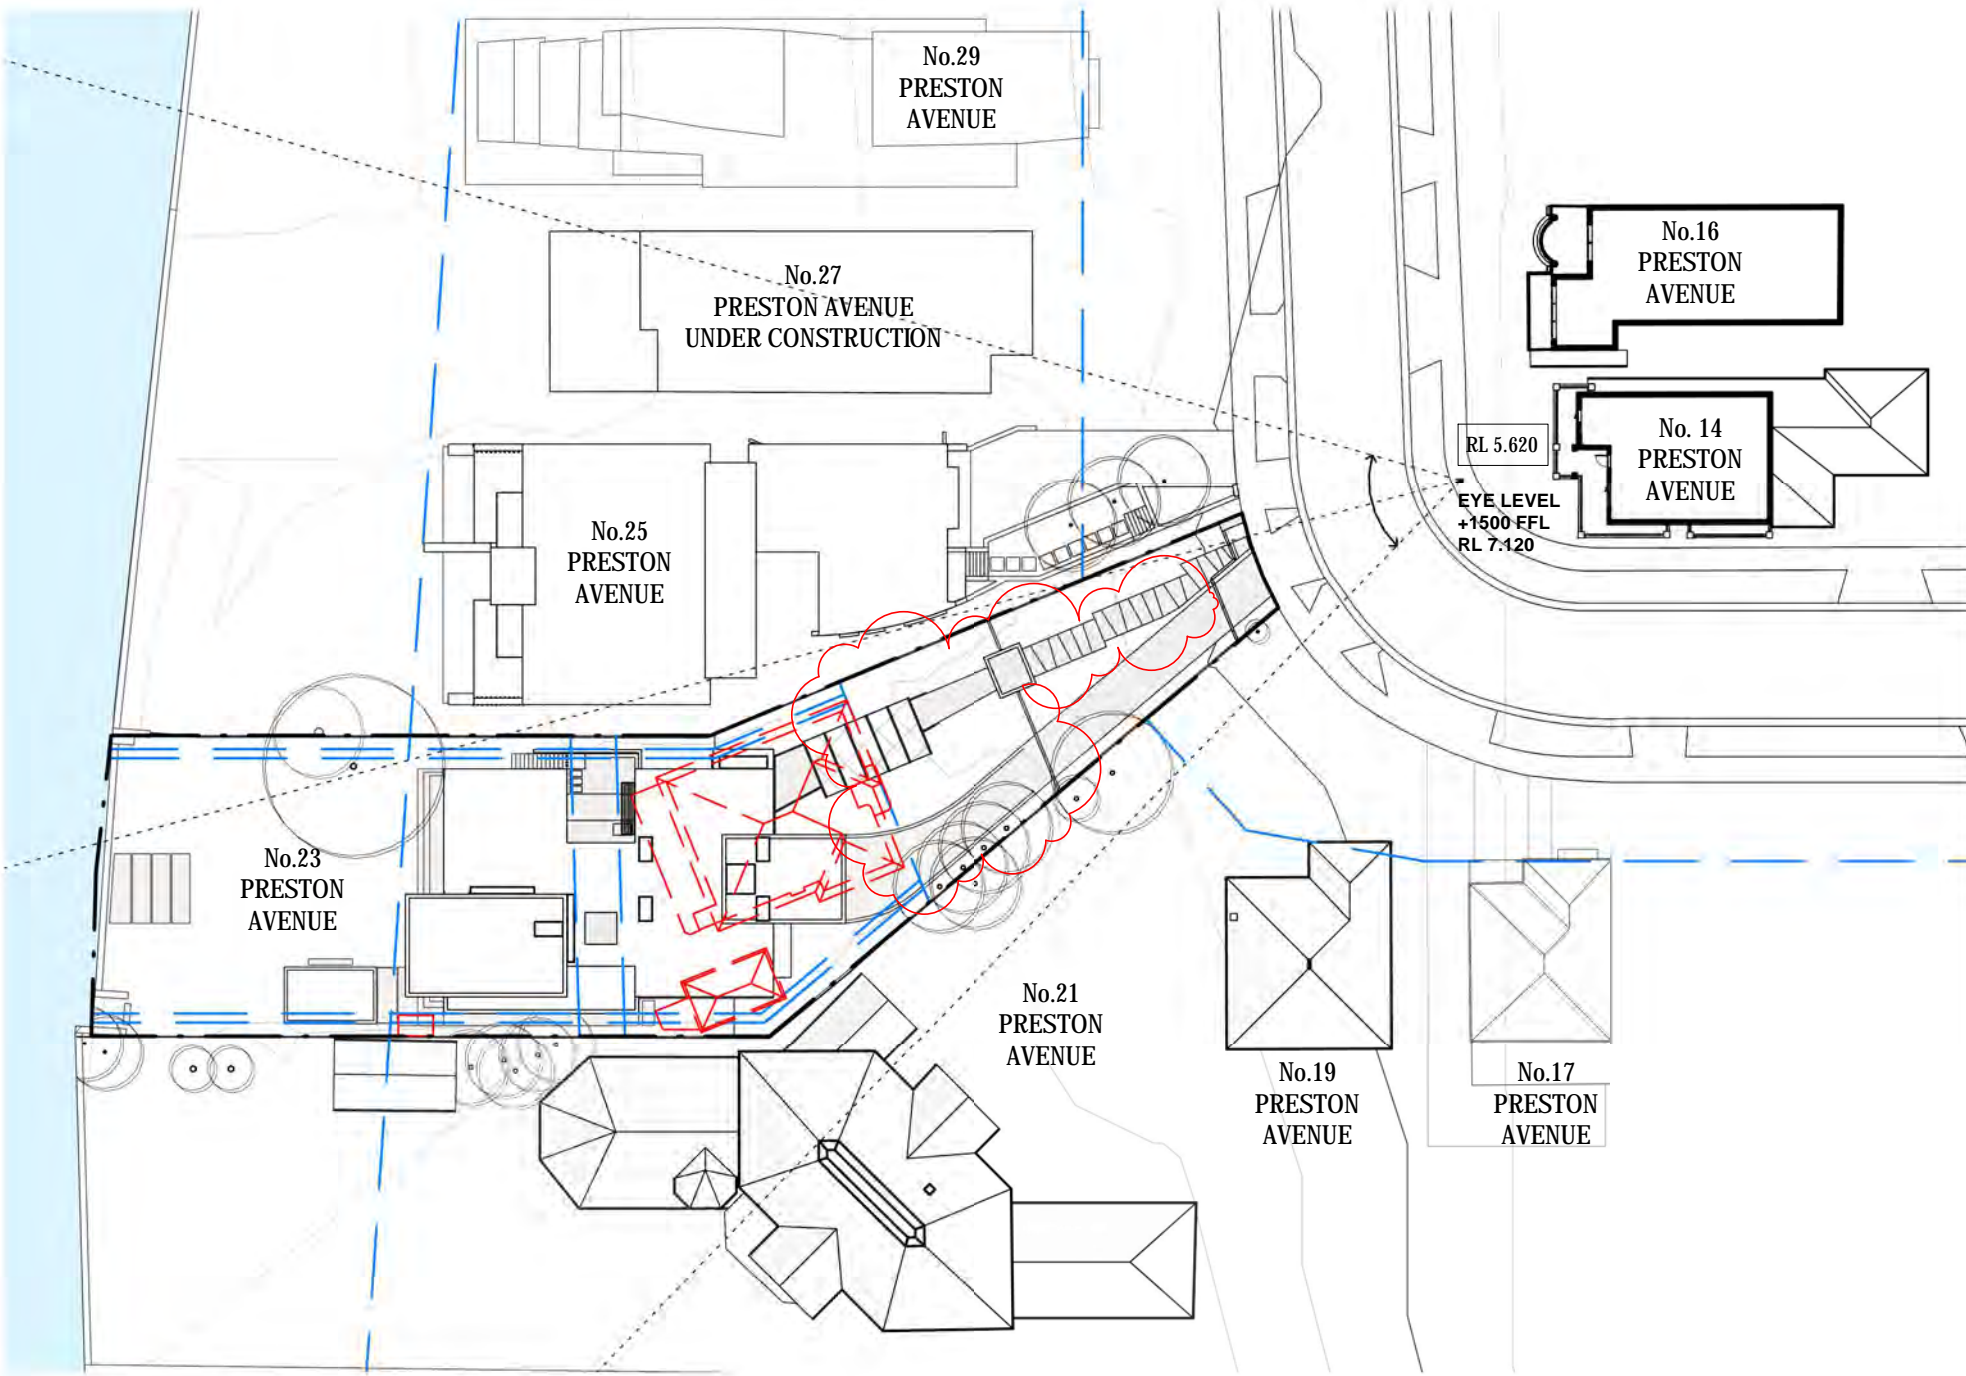 No.29
PRESTON
AVENUE
No.16
PRESTON
AVENUE
No.27
PRESTON AVENUE
UNDER CONSTRUCTION
No. 14
PRESTON
AVENUE
RL 5.620
EYE LEVEL
+1500 FFL
RL 7.120
No.25
PRESTON
AVENUE
No.23
PRESTON
AVENUE
No.21
PRESTON
AVENUE
No.19
PRESTON
AVENUE
No.17
PRESTON
AVENUE